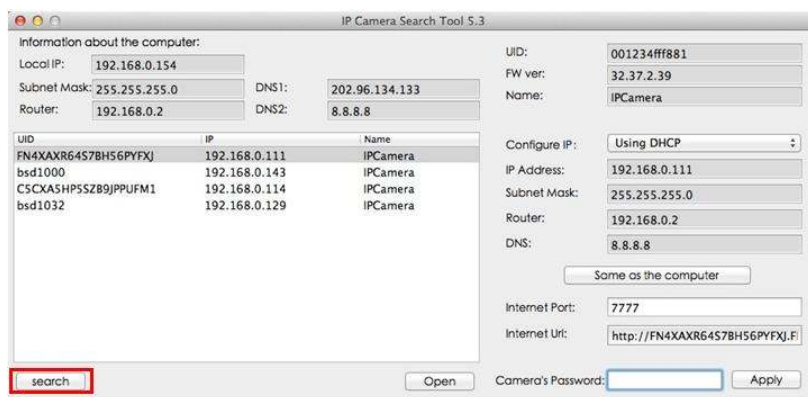 IP Camera Search Tool 5.3
Information about the computer:
Local IP: 192.168.0.154
Subnet Mask: 255.255.255.0 DNS1: 202.96.134.133
Router: 192.168.0.2 DNS2: 8.8.8.8
UID IP Name
FN4XAXR64S7BH56PYFXJ 192.168.0.111 IPCamera
bsd1000 192.168.0.143 IPCamera
C5CXA5HP5SZB9JPPUFM1 192.168.0.114 IPCamera
bsd1032 192.168.0.129 IPCamera
search Open
UID: 001234fff881
FW ver: 32.37.2.39
Name: IPCamera
Configure IP: Using DHCP
IP Address: 192.168.0.111
Subnet Mask: 255.255.255.0
Router: 192.168.0.2
DNS: 8.8.8.8
Same as the computer
Internet Port: 7777
Internet Url: http://FN4XAXR64S7BH56PYFXJ.F
Camera's Password: Apply